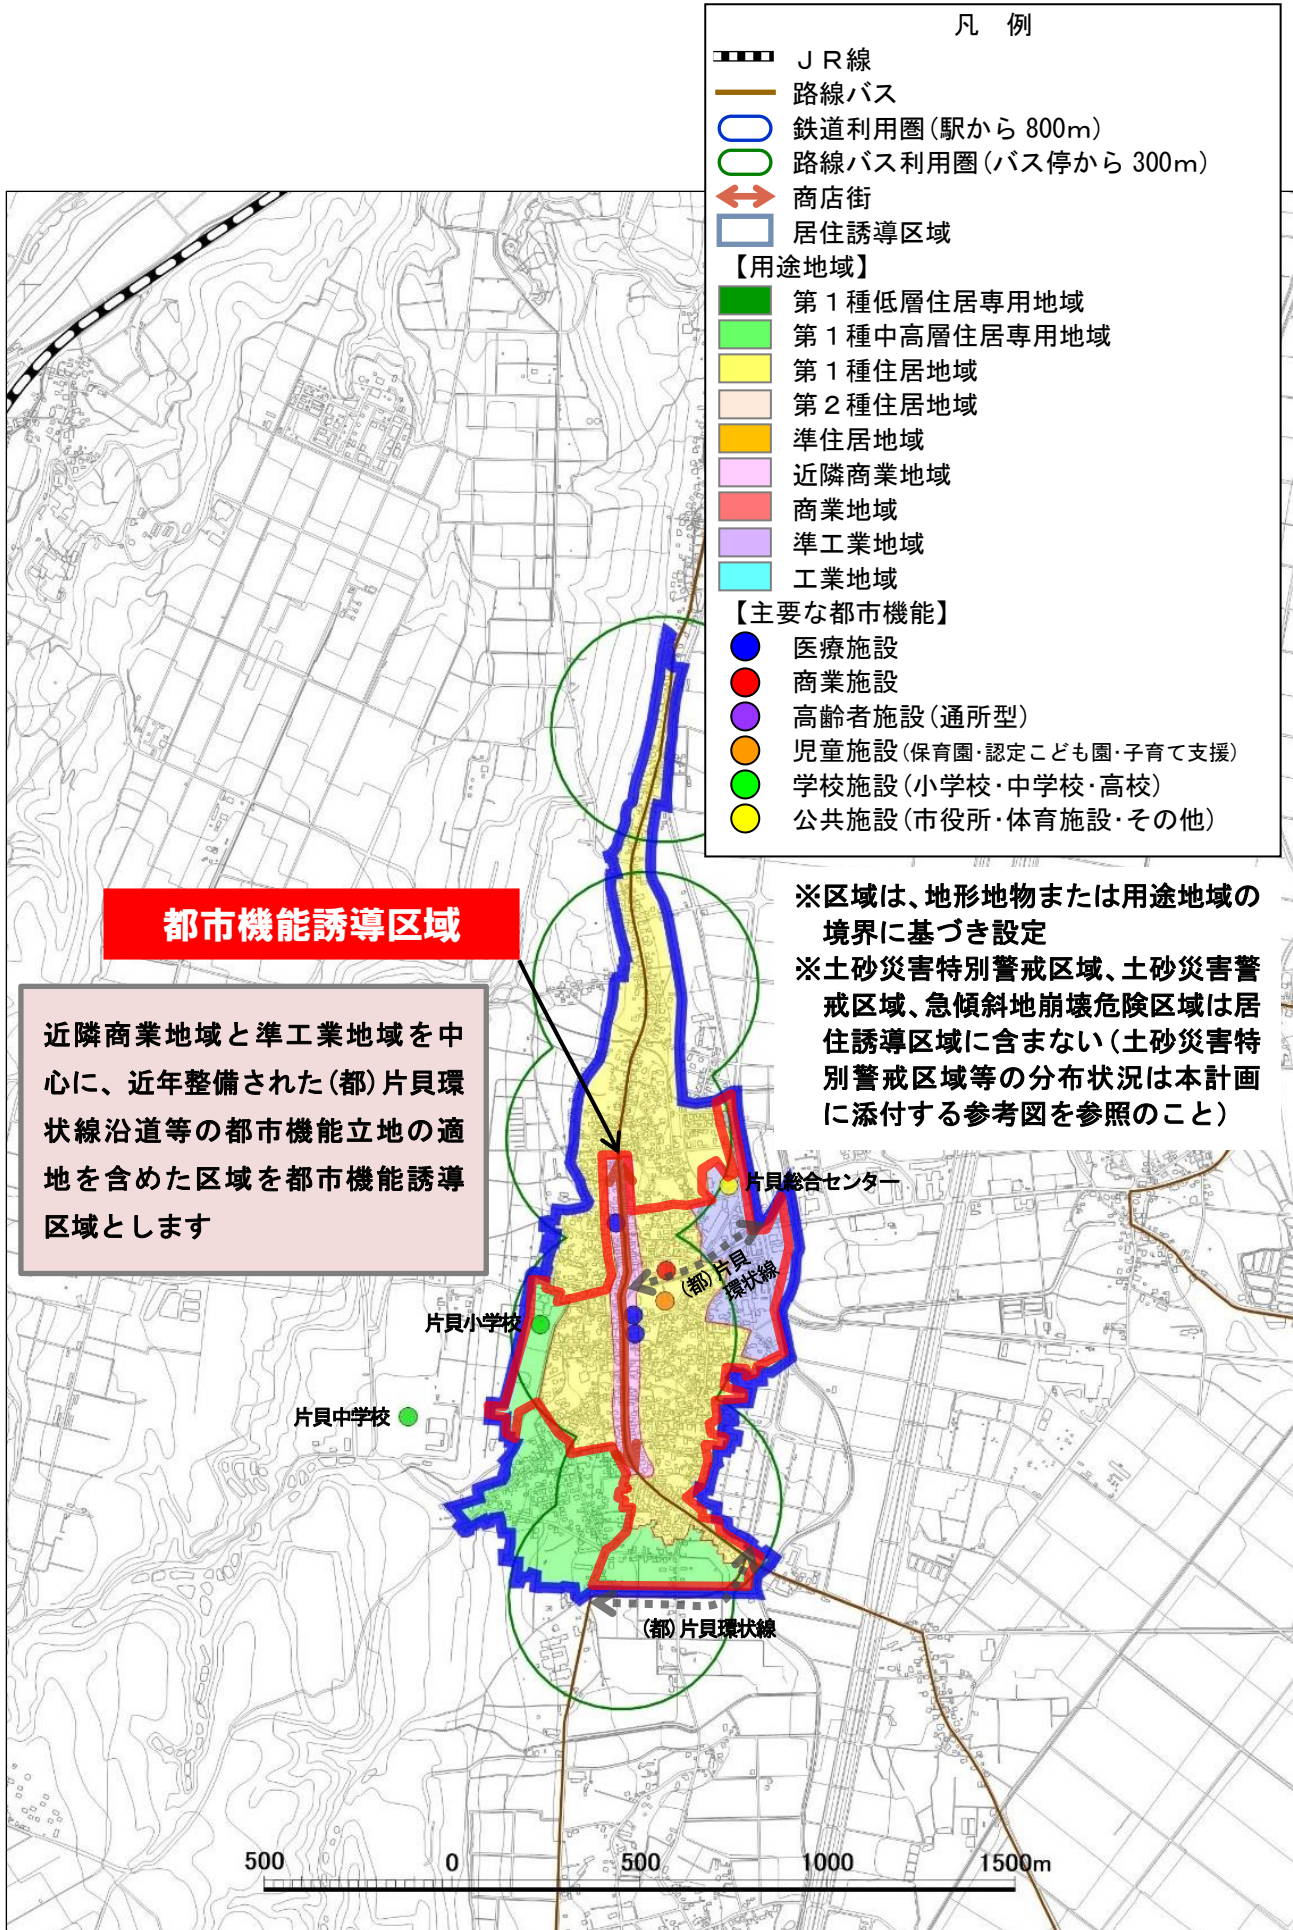 凡　例
ＪＲ線
路線バス
鉄道利用圏(駅から 800ｍ)
路線バス利用圏(バス停から 300ｍ)
商店街
居住誘導区域
【用途地域】
第１種低層住居専用地域
第１種中高層住居専用地域
第１種住居地域
第２種住居地域
準住居地域
近隣商業地域
商業地域
準工業地域
工業地域
【主要な都市機能】
医療施設
商業施設
高齢者施設(通所型)
児童施設(保育園･認定こども園･子育て支援)
学校施設(小学校･中学校･高校)
公共施設(市役所･体育施設･その他)
※区域は、地形地物または用途地域の
境界に基づき設定
※土砂災害特別警戒区域、土砂災害警
戒区域、急傾斜地崩壊危険区域は居
住誘導区域に含まない(土砂災害特
別警戒区域等の分布状況は本計画
に添付する参考図を参照のこと)
都市機能誘導区域
近隣商業地域と準工業地域を中
心に、近年整備された(都)片貝環
状線沿道等の都市機能立地の適
地を含めた区域を都市機能誘導
区域とします
片貝総合センター
(都)片貝
環状線
片貝小学校
片貝中学校
(都)片貝環状線
500 0 500 1000 1500m